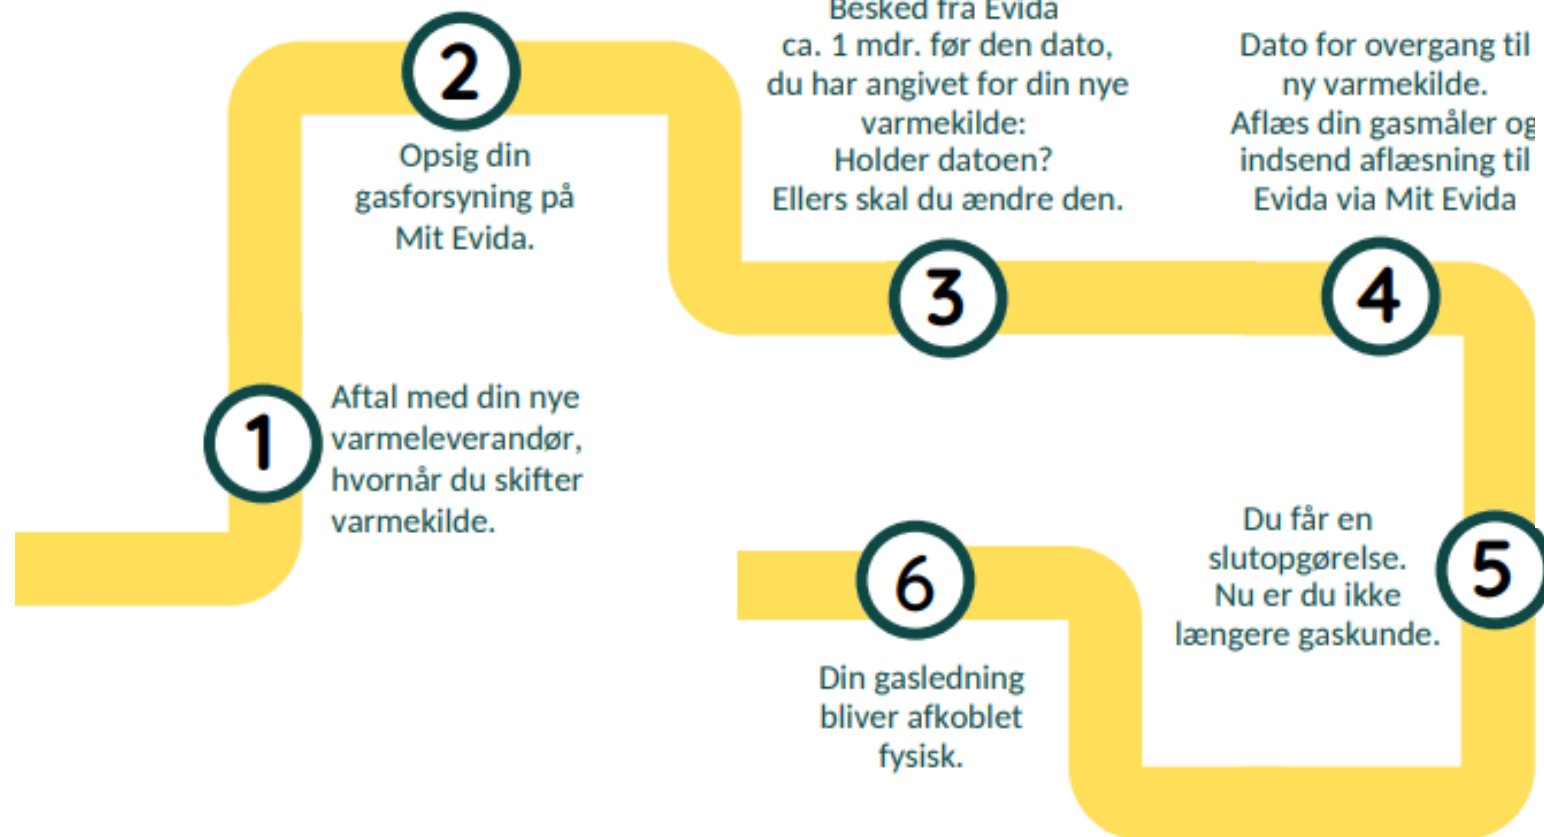 1
Aftal med din nye
varmeleverandør,
hvornår du skifter
varmekilde.
2
Opsig din
gasforsyning på
Mit Evida.
Besked fra Evida
ca. 1 mdr. før den dato,
du har angivet for din nye
varmekilde:
Holder datoen?
Ellers skal du ændre den.
3
Dato for overgang til
ny varmekilde.
Aflæs din gasmåler og
indsend aflæsning til
Evida via Mit Evida
4
Du får en
slutopgørelse.
Nu er du ikke
længere gaskunde.
5
6
Din gasledning
bliver afkoblet
fysisk.